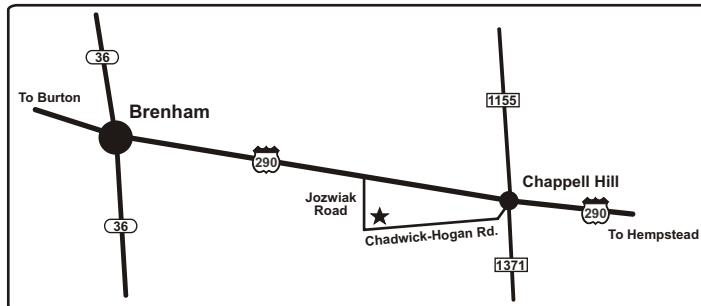 36
To Burton
Brenham
1155
290
Chappell Hill
Jozwiak
Road
290
36
Chadwick-Hogan Rd.
To Hempstead
1371